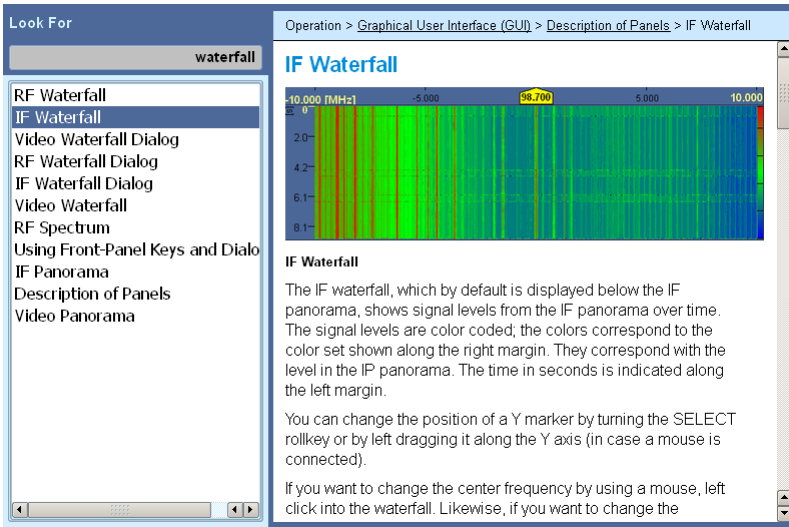 Look For
waterfall
RF Waterfall
IF Waterfall
Video Waterfall Dialog
RF Waterfall Dialog
IF Waterfall Dialog
Video Waterfall
RF Spectrum
Using Front-Panel Keys and Dialo
IF Panorama
Description of Panels
Video Panorama
Operation > Graphical User Interface (GUI) > Description of Panels > IF Waterfall
IF Waterfall
-10.000 [MHz] -5.000 98.700 5.000 10.000
[s] 0
2.0
4.2
6.1
8.1
IF Waterfall
The IF waterfall, which by default is displayed below the IF
panorama, shows signal levels from the IF panorama over time.
The signal levels are color coded; the colors correspond to the
color set shown along the right margin. They correspond with the
level in the IP panorama. The time in seconds is indicated along
the left margin.
You can change the position of a Y marker by turning the SELECT
rollkey or by left dragging it along the Y axis (in case a mouse is
connected).
If you want to change the center frequency by using a mouse, left
click into the waterfall. Likewise, if you want to change the